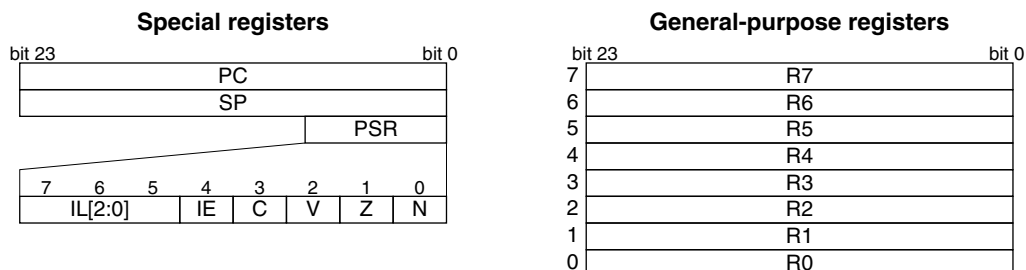 Special registers
bit 23 bit 0
PC
SP
PSR
7 6 5 4 3 2 1 0
IL[2:0] IE C V Z N
General-purpose registers
bit 23 bit 0
7 R7
6 R6
5 R5
4 R4
3 R3
2 R2
1 R1
0 R0